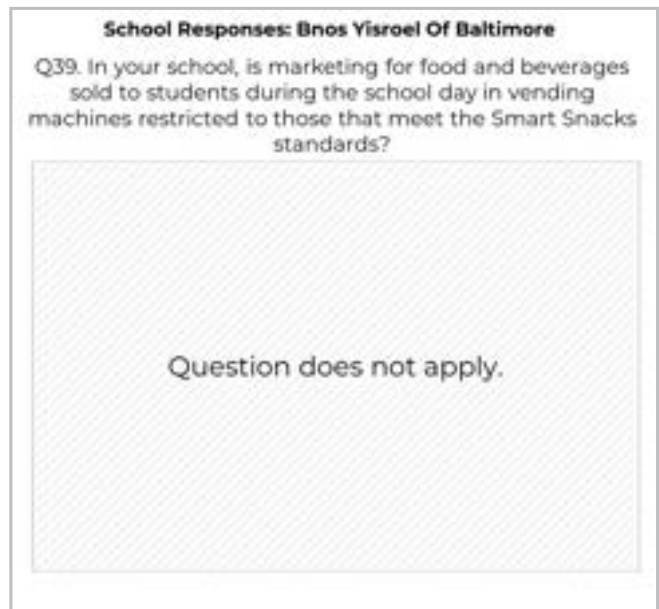 School Responses: Bnos Yisroel Of Baltimore
Q39. In your school, is marketing for food and beverages
sold to students during the school day in vending
machines restricted to those that meet the Smart Snacks
standards?
Question does not apply.